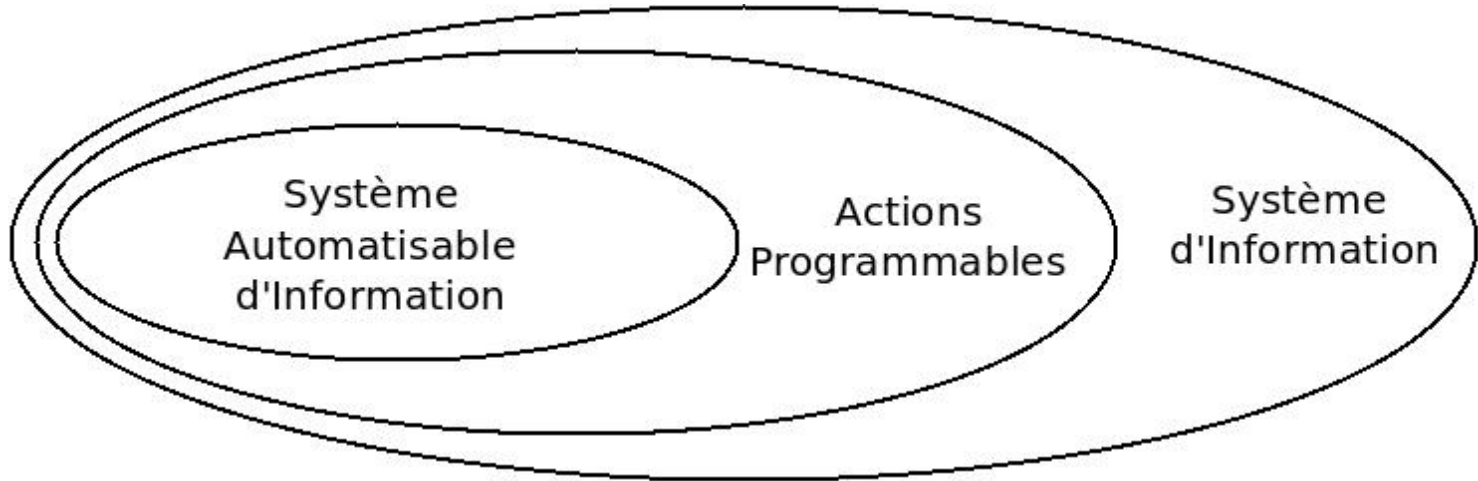 Système
Automatisable
d'Information
Actions
Programmables
Système
d'Information